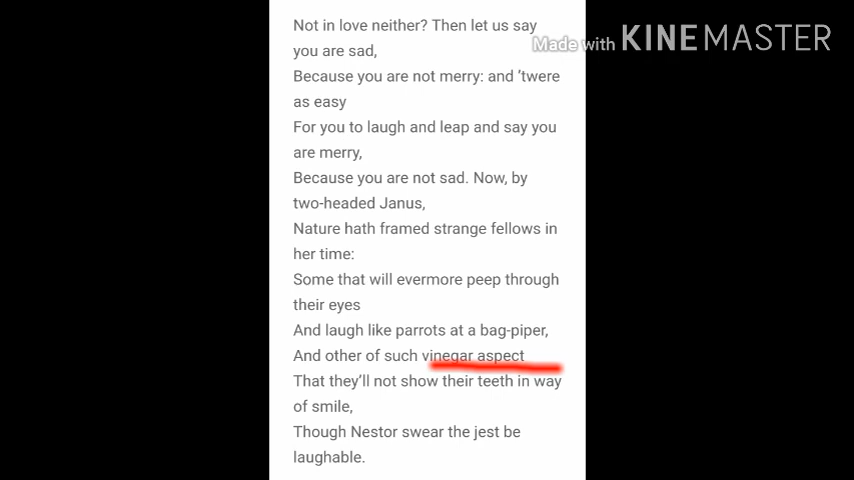 Not in love neither? Then let us say
you are sad,
Because you are not merry: and 'twere
as easy
For you to laugh and leap and say you
are merry,
Because you are not sad. Now, by
two-headed Janus,
Nature hath framed strange fellows in
her time:
Some that will evermore peep through
their eyes
And laugh like parrots at a bag-piper,
And other of such vinegar aspect
That they'll not show their teeth in way
of smile,
Though Nestor swear the jest be
laughable.
Made with KINEMASTER